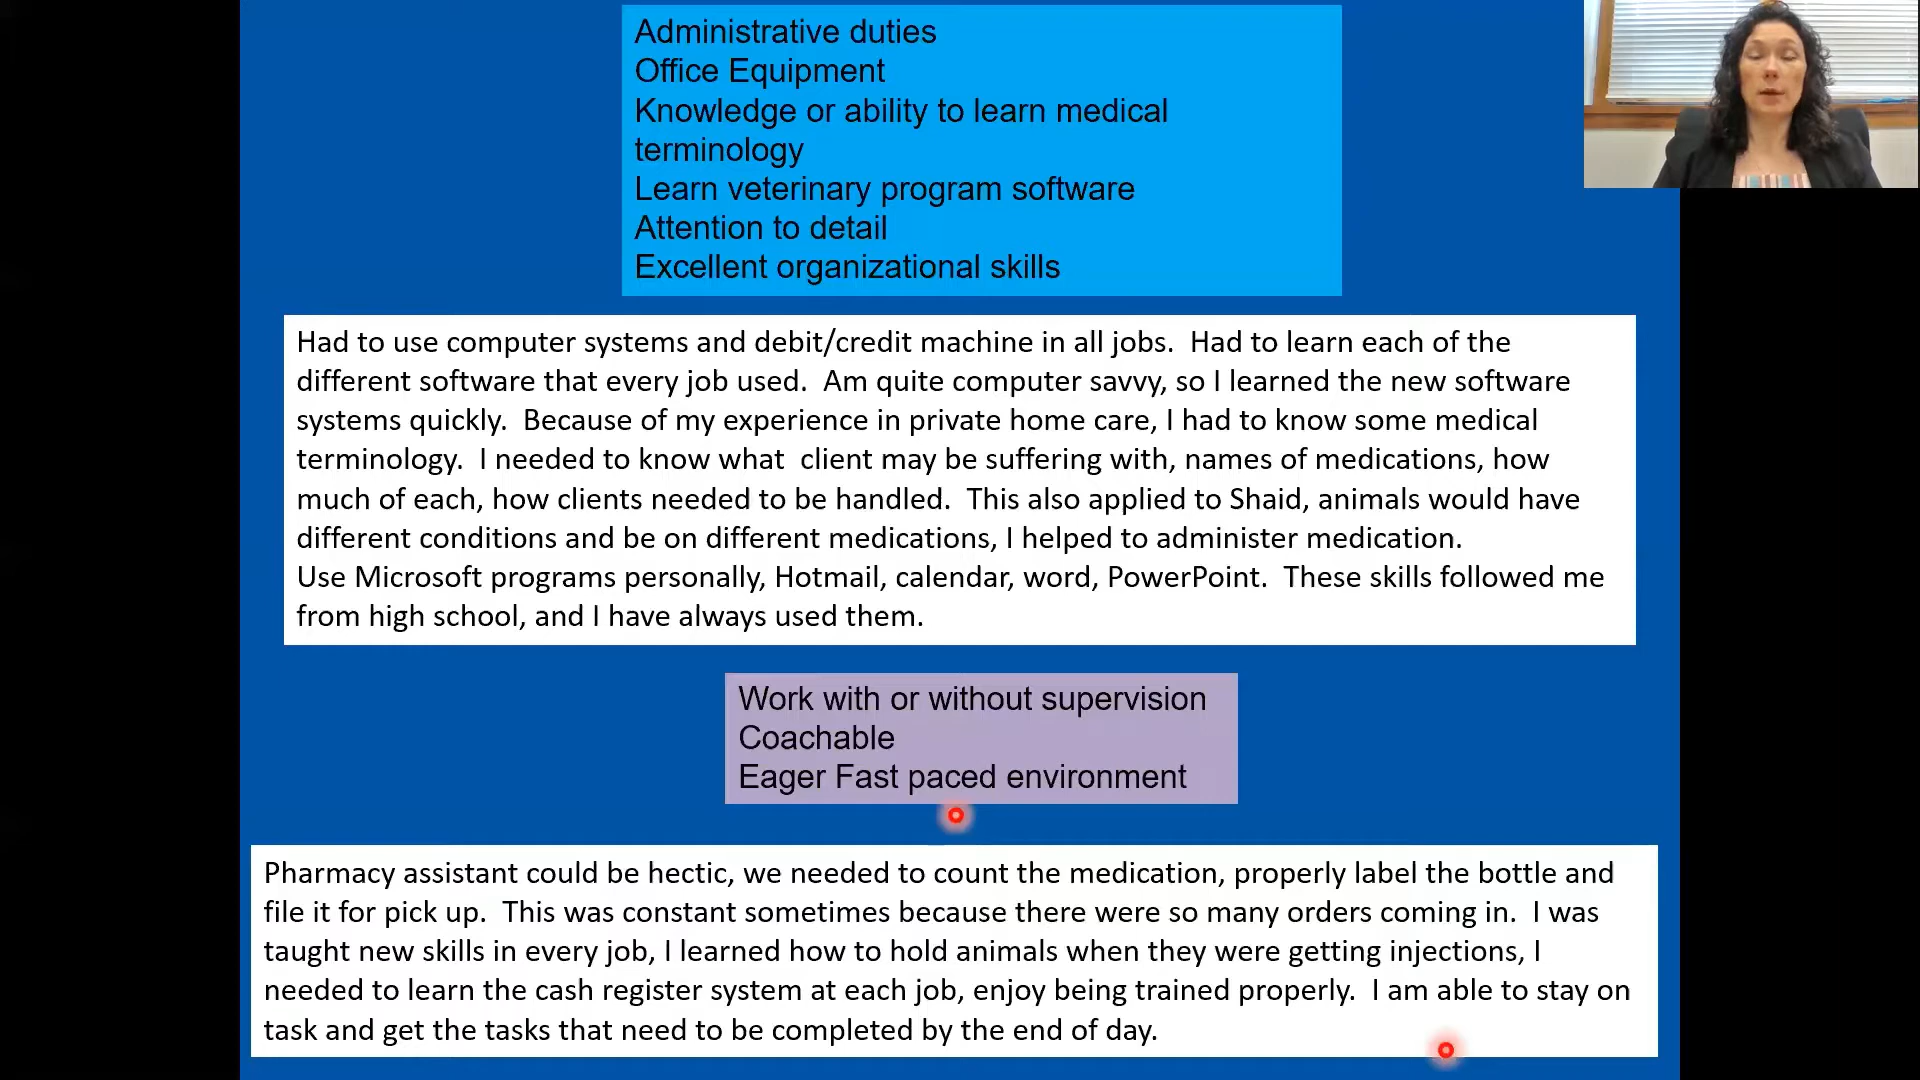 Administrative duties
Office Equipment
Knowledge or ability to learn medical
terminology
Learn veterinary program software
Attention to detail
Excellent organizational skills
Had to use computer systems and debit/credit machine in all jobs.  Had to learn each of the
different software that every job used.  Am quite computer savvy, so I learned the new software
systems quickly.  Because of my experience in private home care, I had to know some medical
terminology.  I needed to know what  client may be suffering with, names of medications, how
much of each, how clients needed to be handled.  This also applied to Shaid, animals would have
different conditions and be on different medications, I helped to administer medication.
Use Microsoft programs personally, Hotmail, calendar, word, PowerPoint.  These skills followed me
from high school, and I have always used them.
Work with or without supervision
Coachable
Eager Fast paced environment
Pharmacy assistant could be hectic, we needed to count the medication, properly label the bottle and
file it for pick up.  This was constant sometimes because there were so many orders coming in.  I was
taught new skills in every job, I learned how to hold animals when they were getting injections, I
needed to learn the cash register system at each job, enjoy being trained properly.  I am able to stay on
task and get the tasks that need to be completed by the end of day.